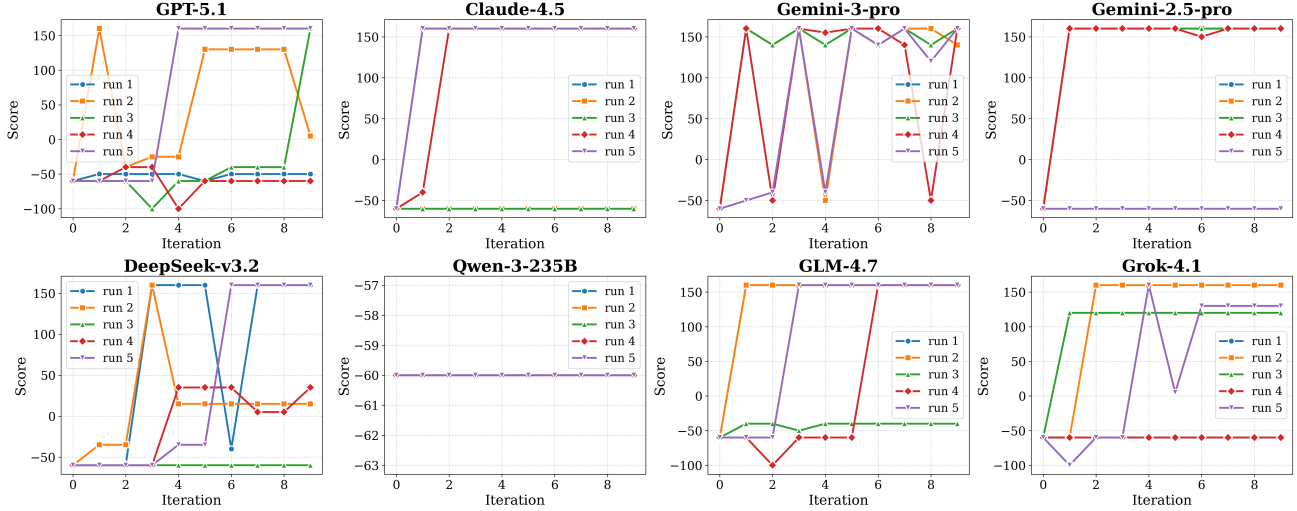 GPT-5.1
Score
150
100
50
0
−50
−100
run 1
run 2
run 3
run 4
run 5
0 2 4 6 8
Iteration
Claude-4.5
Score
150
100
50
0
−50
run 1
run 2
run 3
run 4
run 5
0 2 4 6 8
Iteration
Gemini-3-pro
Score
150
100
50
0
−50
run 1
run 2
run 3
run 4
run 5
0 2 4 6 8
Iteration
Gemini-2.5-pro
Score
150
100
50
0
−50
run 1
run 2
run 3
run 4
run 5
0 2 4 6 8
Iteration
DeepSeek-v3.2
Score
150
100
50
0
−50
run 1
run 2
run 3
run 4
run 5
0 2 4 6 8
Iteration
Qwen-3-235B
Score
−57
−58
−59
−60
−61
−62
−63
run 1
run 2
run 3
run 4
run 5
0 2 4 6 8
Iteration
GLM-4.7
Score
150
100
50
0
−50
−100
run 1
run 2
run 3
run 4
run 5
0 2 4 6 8
Iteration
Grok-4.1
Score
150
100
50
0
−50
−100
run 1
run 2
run 3
run 4
run 5
0 2 4 6 8
Iteration